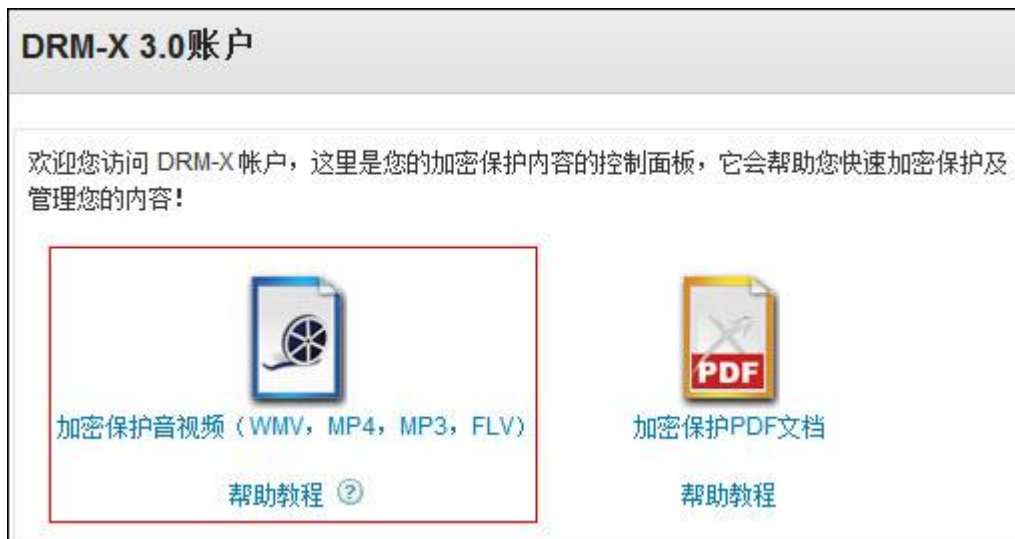 DRM-X 3.0账户
欢迎您访问 DRM-X 帐户，这里是您的加密保护内容的控制面板，它会帮助您快速加密保护及
管理您的内容!
PDF
加密保护音视频（WMV，MP4，MP3，FLV）
加密保护PDF文档
帮助教程 ?
帮助教程